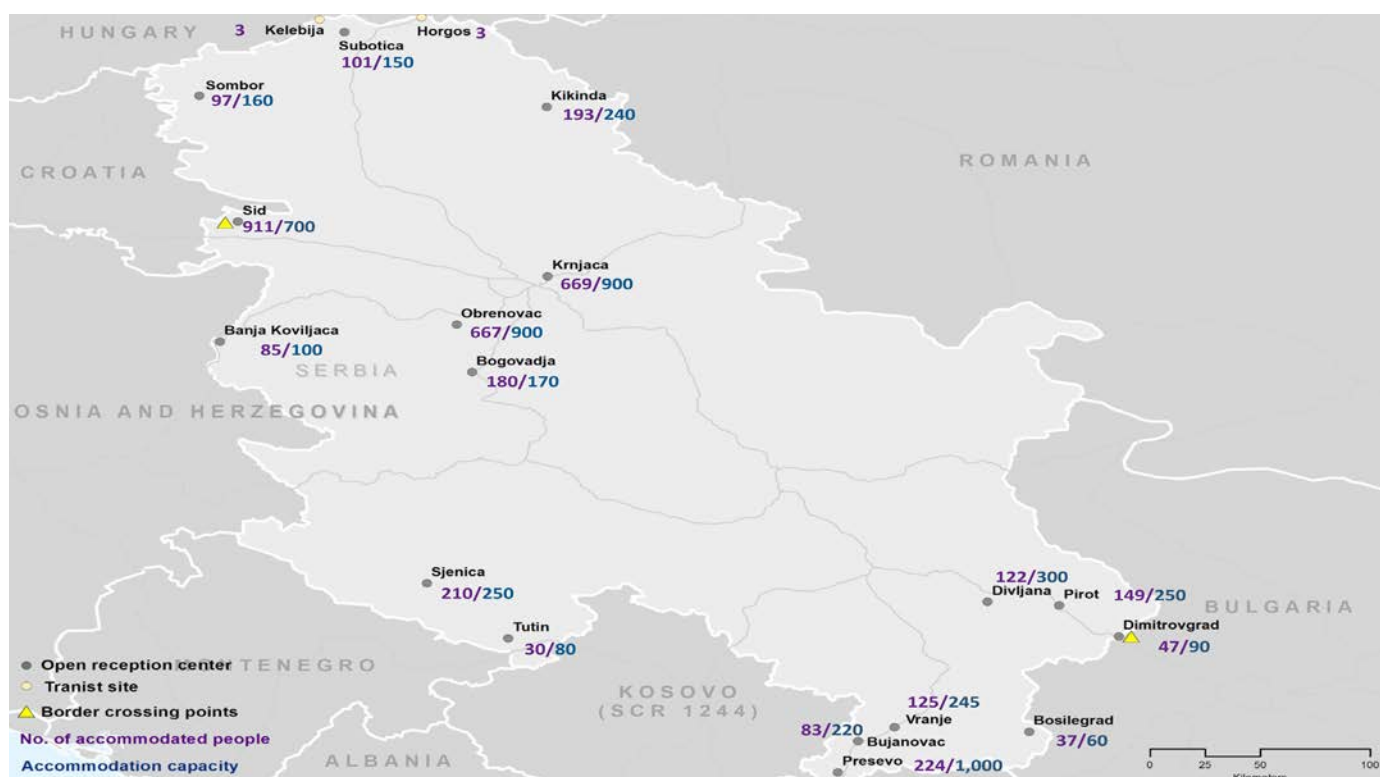 HUNGARY
3 Kelebija
Horgos 3
Subotica
101/150
Sombor
97/160
Kikinda
193/240
ROMANIA
CROATIA
Sid
911/700
Krnjaca
669/900
Obrenovac
667/900
Banja Koviljaca
85/100
Bogovadja
180/170
SERBIA
OSNIA AND HERZEGOVINA
Sjenica
210/250
122/300
Divljana
Pirot
149/250
BULGARIA
Dimitrovgrad
47/90
Tutin
30/80
Open reception center
MONTENEGRO
Tranist site
Border crossing points
No. of accommodated people
Accommodation capacity
KOSOVO
(SCR 1244)
125/245
Vranje
83/220
Bujanovac
Presevo
224/1,000
Bosilegrad
37/60
ALBANIA
0 25 50 100
Kilometers